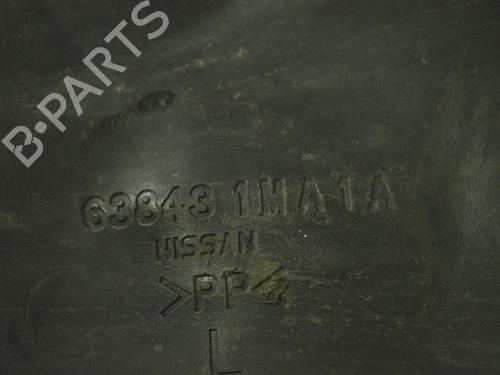 B-PARTS
63843 1MA1A
NISSAN
>PP<
L